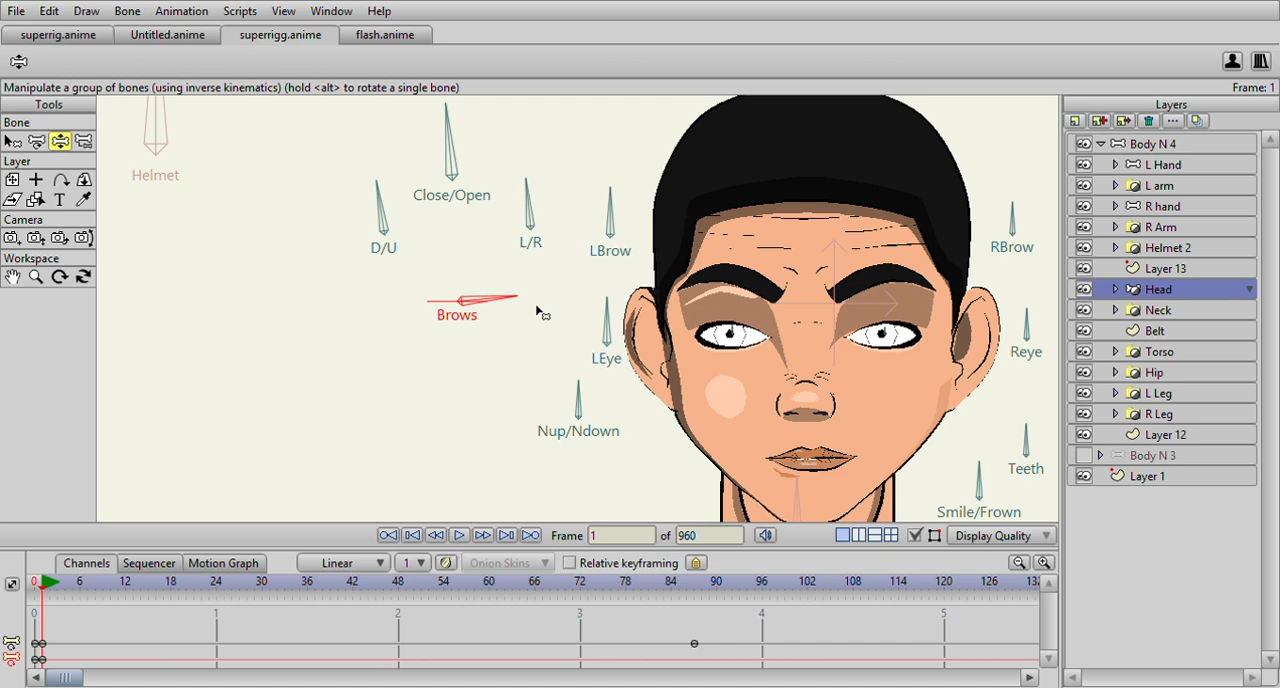 File Edit Draw Bone Animation Scripts View Window Help
superrig.anime Untitled.anime superrigg.anime flash.anime
Manipulate a group of bones (using inverse kinematics) (hold <alt> to rotate a single bone) Frame: 1
Tools
Bone
Layer
T
Camera
Workspace
Helmet
Close/Open
D/U
L/R
LBrow
RBrow
Brows
LEye
Reye
Nup/Ndown
Teeth
Smile/Frown
Layers
Body N 4
L Hand
L arm
R hand
R Arm
Helmet 2
Layer 13
Head
Neck
Belt
Torso
Hip
L Leg
R Leg
Layer 12
Body N 3
Layer 1
Frame 1 of 960 Display Quality
Channels Sequencer Motion Graph Linear 1 Onion Skins Relative keyframing
0 6 12 18 24 30 36 42 48 54 60 66 72 78 84 90 96 102 108 114 120 126 132
0 1 2 3 4 5